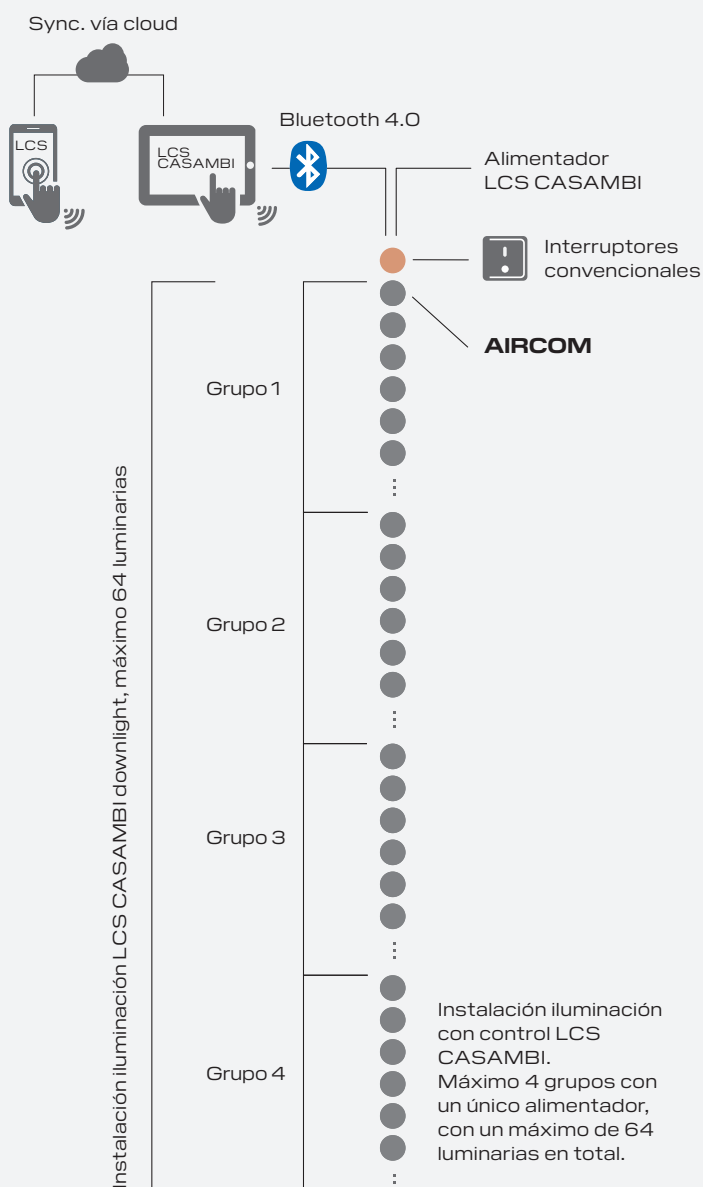 Sync. vía cloud
LCS
LCS
CASAMBI
Bluetooth 4.0
Alimentador
LCS CASAMBI
Interruptores
convencionales
AIRCOM
Grupo 1
Grupo 2
Grupo 3
Grupo 4
Instalación iluminación LCS CASAMBI downlight, máximo 64 luminarias
Instalación iluminación
con control LCS
CASAMBI.
Máximo 4 grupos con
un único alimentador,
con un máximo de 64
luminarias en total.